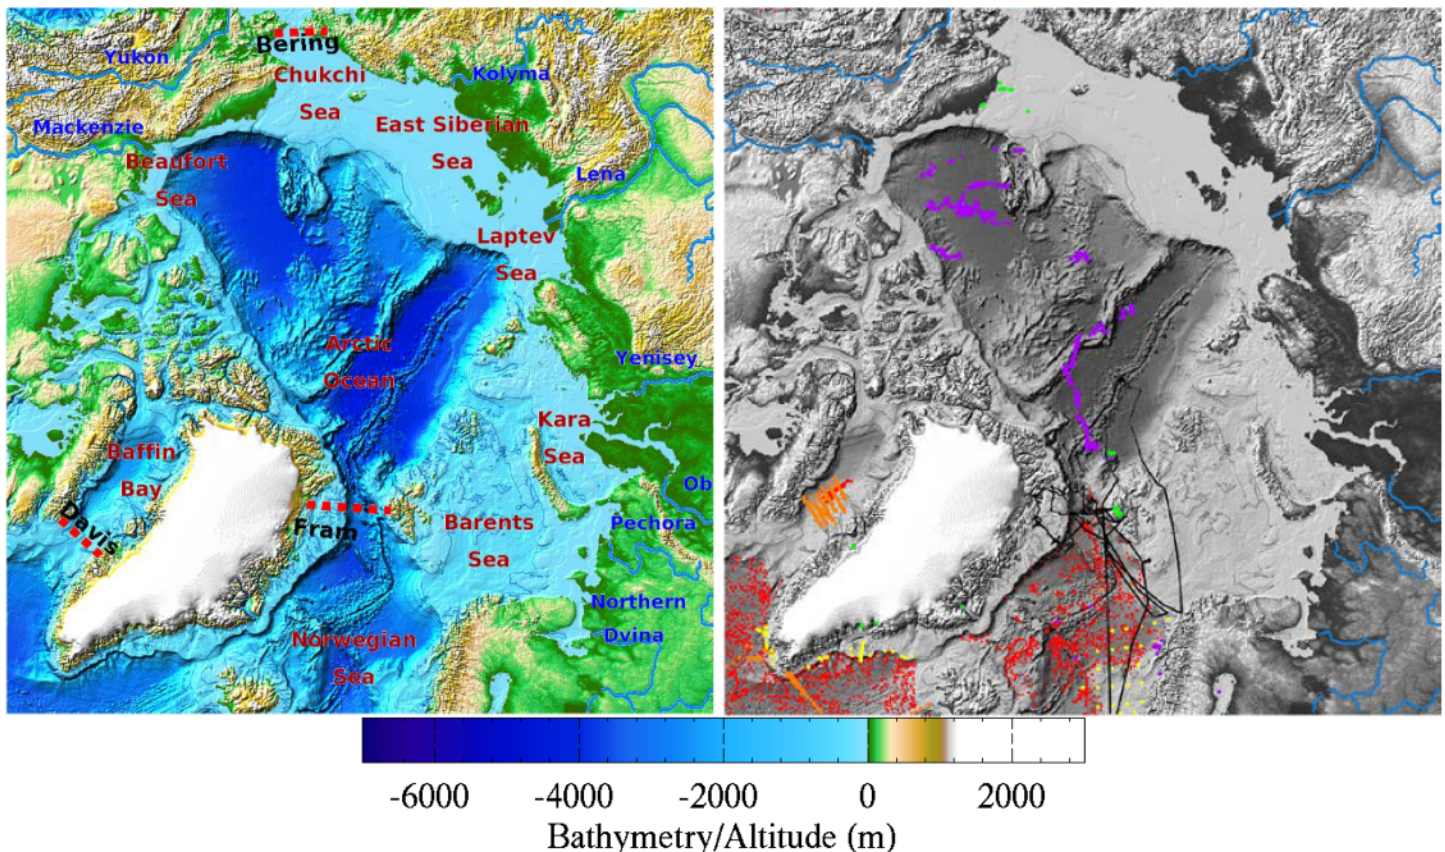 Bering
Yukon
Chukchi
Sea
Kolyma
Mackenzie
East Siberian
Sea
Beaufort
Sea
Lena
Laptev
Sea
Arctic
Ocean
Yenisey
Kara
Sea
Baffin
Bay
Ob
Davis
Fram
Barents
Sea
Pechora
Northern
Dvina
Norwegian
Sea
-6000 -4000 -2000 0 2000
Bathymetry/Altitude (m)